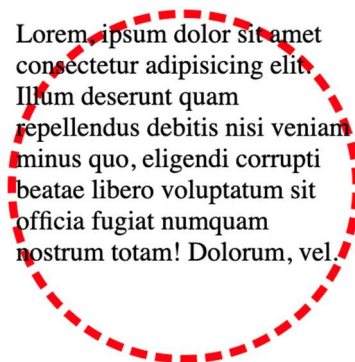 Lorem, ipsum dolor sit amet
consectetur adipisicing elit.
Illum deserunt quam
repellendus debitis nisi veniam
minus quo, eligendi corrupti
beatae libero voluptatum sit
officia fugiat numquam
nostrum totam! Dolorum, vel.